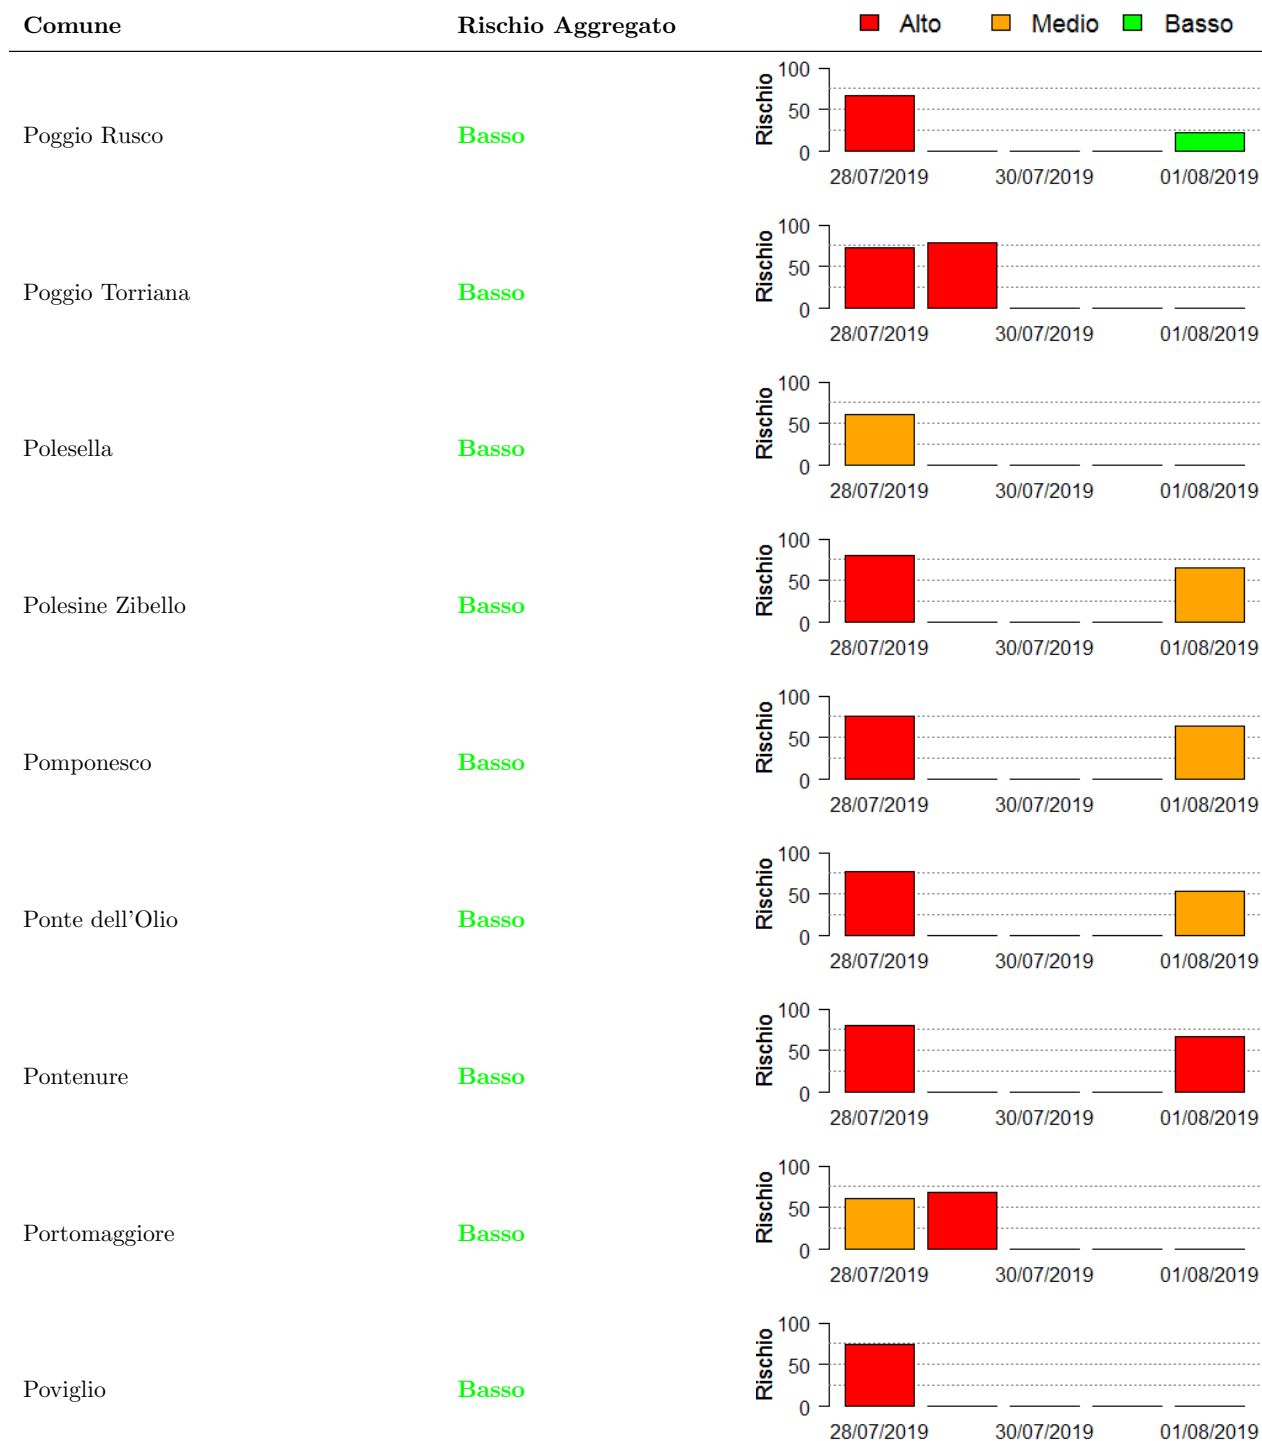 Comune Rischio Aggregato Alto Medio Basso
Poggio Rusco Basso Rischio 100 50 0
28/07/2019 30/07/2019 01/08/2019
Poggio Torriana Basso Rischio 100 50 0
28/07/2019 30/07/2019 01/08/2019
Polesella Basso Rischio 100 50 0
28/07/2019 30/07/2019 01/08/2019
Polesine Zibello Basso Rischio 100 50 0
28/07/2019 30/07/2019 01/08/2019
Pomponesco Basso Rischio 100 50 0
28/07/2019 30/07/2019 01/08/2019
Ponte dell'Olio Basso Rischio 100 50 0
28/07/2019 30/07/2019 01/08/2019
Pontenure Basso Rischio 100 50 0
28/07/2019 30/07/2019 01/08/2019
Portomaggiore Basso Rischio 100 50 0
28/07/2019 30/07/2019 01/08/2019
Poviglio Basso Rischio 100 50 0
28/07/2019 30/07/2019 01/08/2019